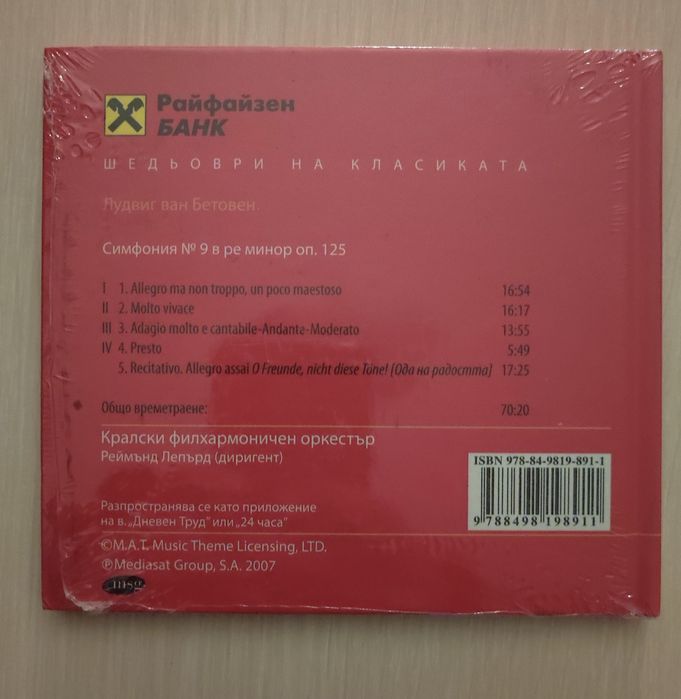 Райфайзен
БАНК
ШЕДЬОВРИ НА КЛАСИКАТА
Лудвиг ван Бетовен.
Симфония № 9 в ре минор оп. 125
I 1. Allegro ma non troppo, un poco maestoso 16:54
II 2. Molto vivace 16:17
III 3. Adagio molto e cantabile-Andante-Moderato 13:55
IV 4. Presto 5:49
5. Recitativo. Allegro assai O Freunde, nicht diese Tone! [Ода на радостта] 17:25
Общо времетраене: 70:20
Кралски филхармоничен оркестър
Реймънд Лепърд (диригент)
ISBN 978-84-9819-891-1
9 788498 198911
Разпространява се като приложение
на в. „Дневен Труд” или „24 часа”
©M.A.T. Music Theme Licensing, LTD.
℗Mediasat Group, S.A. 2007
msg